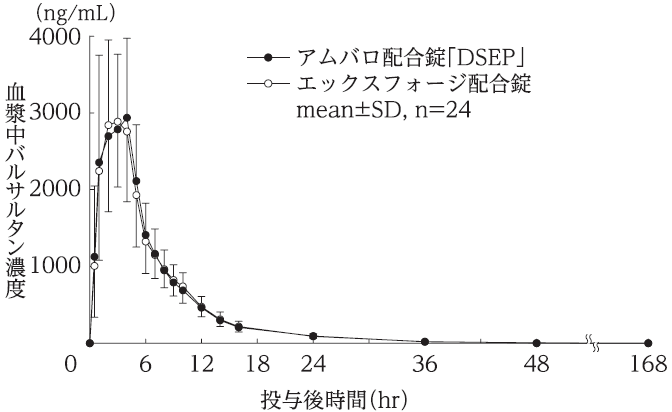 (ng/mL)
4000
3000
2000
1000
0
血漿中バルサルタン濃度
アムバロ配合錠「DSEP」
エックスフォージ配合錠
mean±SD, n=24
6 12 18 24 36 48 168
投与後時間(hr)